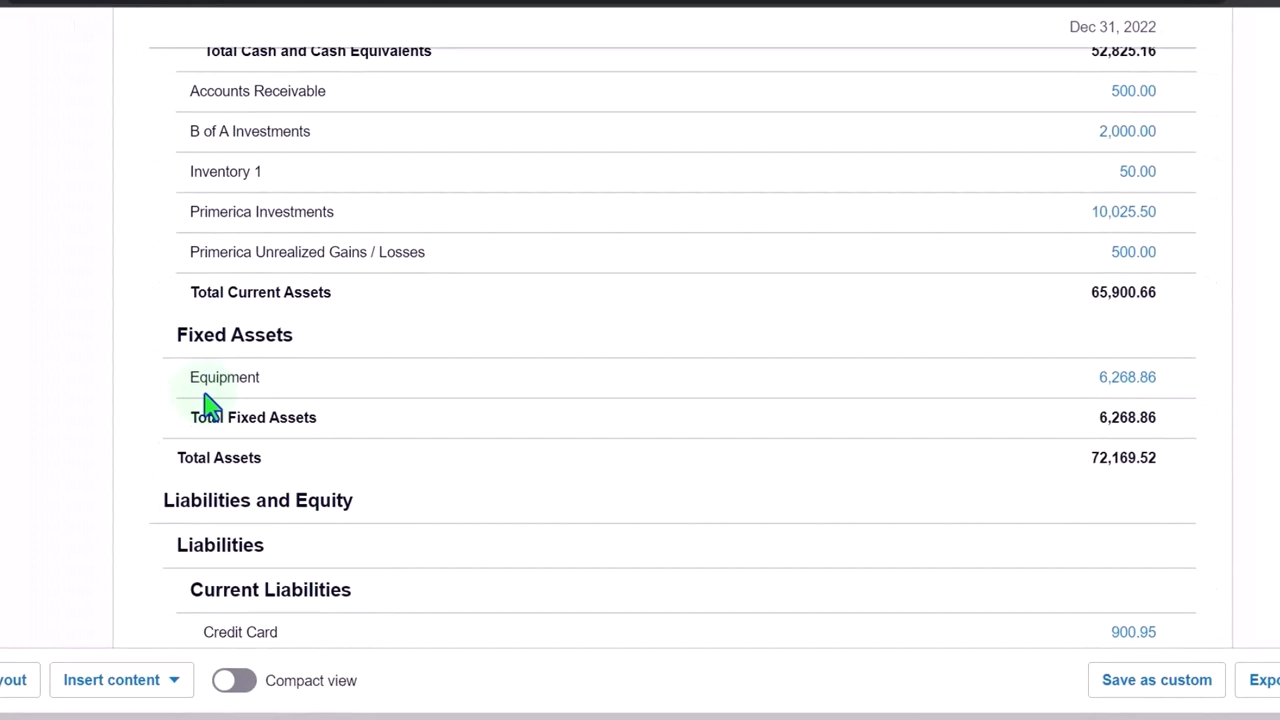 Dec 31, 2022
Total Cash and Cash Equivalents 52,825.16
Accounts Receivable 500.00
B of A Investments 2,000.00
Inventory 1 50.00
Primerica Investments 10,025.50
Primerica Unrealized Gains / Losses 500.00
Total Current Assets 65,900.66
Fixed Assets
Equipment 6,268.86
Total Fixed Assets 6,268.86
Total Assets 72,169.52
Liabilities and Equity
Liabilities
Current Liabilities
Credit Card 900.95
yout Insert content Compact view Save as custom Expo